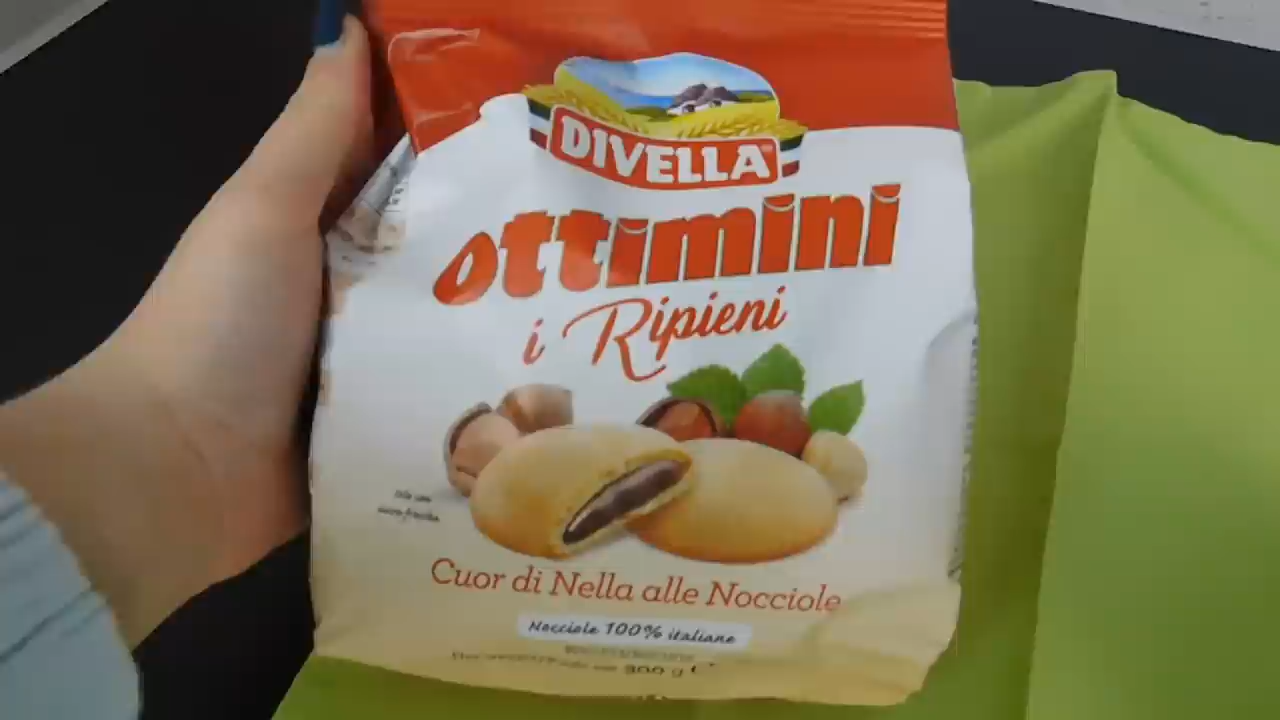 DIVELLA
ottimini
i Ripieni
Cuor di Nella alle Nocciole
Nocciole 100% italiane
300 g